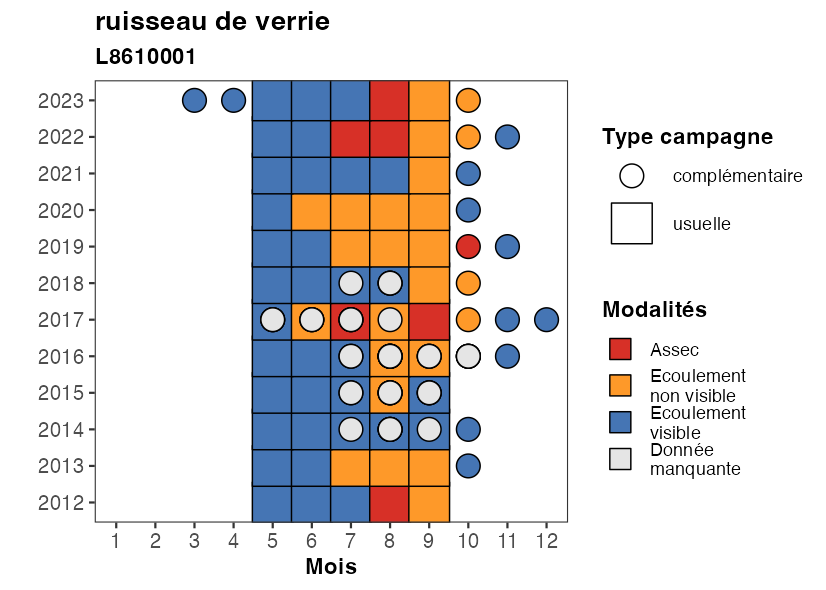 ruisseau de verrie
L8610001
2023
2022
2021
2020
2019
2018
2017
2016
2015
2014
2013
2012
1 2 3 4 5 6 7 8 9 10 11 12
Mois
Type campagne
complémentaire
usuelle
Modalités
Assec
Ecoulement
non visible
Ecoulement
visible
Donnée
manquante